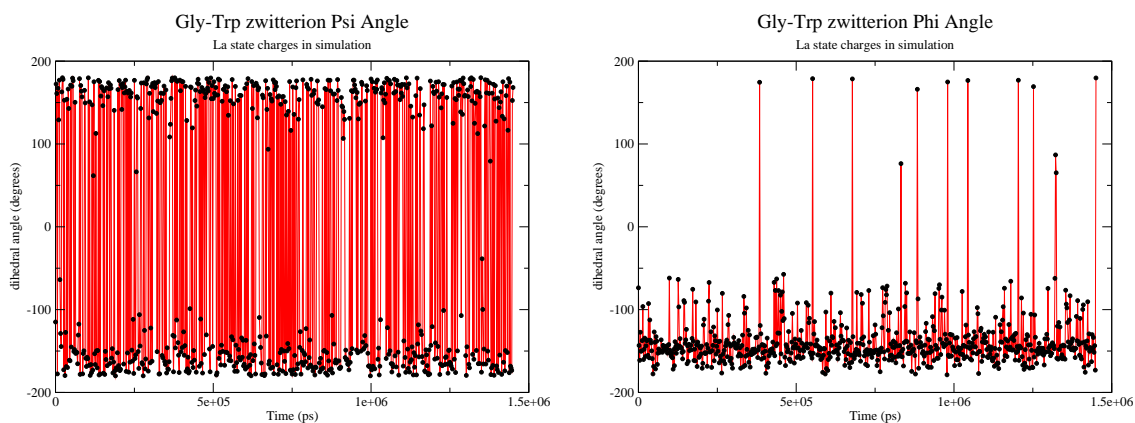 Gly-Trp zwitterion Psi Angle
La state charges in simulation
200
100
0
-100
-200
dihedral angle (degrees)
0
5e+05
1e+06
1.5e+06
Time (ps)
Gly-Trp zwitterion Phi Angle
La state charges in simulation
200
100
0
-100
-200
dihedral angle (degrees)
0
5e+05
1e+06
1.5e+06
Time (ps)